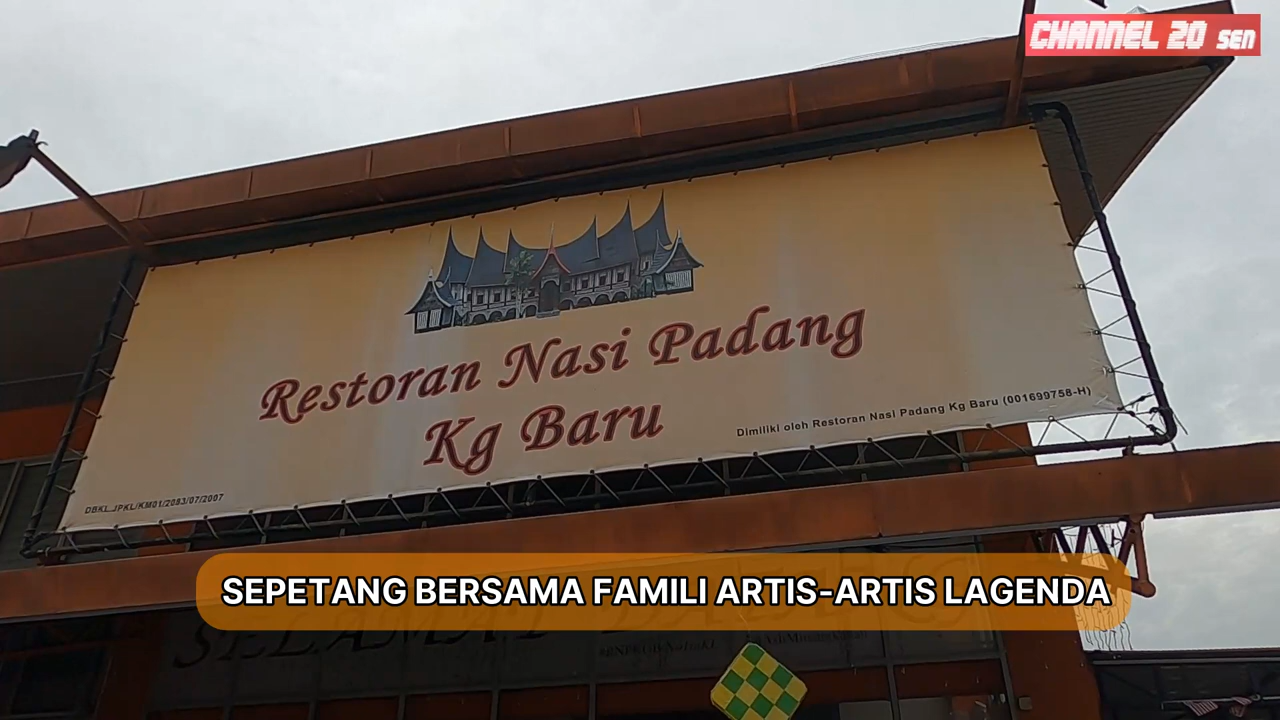 CHANNEL 20 SEN
Restoran Nasi Padang
Kg Baru
Dimiliki oleh Restoran Nasi Padang Kg Baru (001699758-H)
DBKL.JPKL/KM01/2083/07/2007
SEPETANG BERSAMA FAMILI ARTIS-ARTIS LAGENDA
SELAMAT